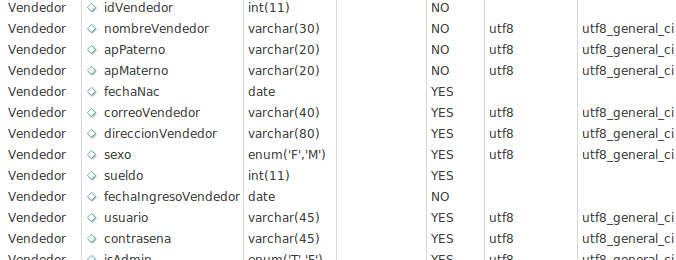 Vendedor idVendedor int(11) NO
Vendedor nombreVendedor varchar(30) NO utf8 utf8_general_ci
Vendedor apPaterno varchar(20) NO utf8 utf8_general_ci
Vendedor apMaterno varchar(20) NO utf8 utf8_general_ci
Vendedor fechaNac date YES
Vendedor correoVendedor varchar(40) YES utf8 utf8_general_ci
Vendedor direccionVendedor varchar(80) YES utf8 utf8_general_ci
Vendedor sexo enum('F','M') YES utf8 utf8_general_ci
Vendedor sueldo int(11) YES
Vendedor fechaIngresoVendedor date NO
Vendedor usuario varchar(45) YES utf8 utf8_general_ci
Vendedor contrasena varchar(45) YES utf8 utf8_general_ci
Vendedor isAdmin enum('T','F') YES utf8 utf8_general_ci